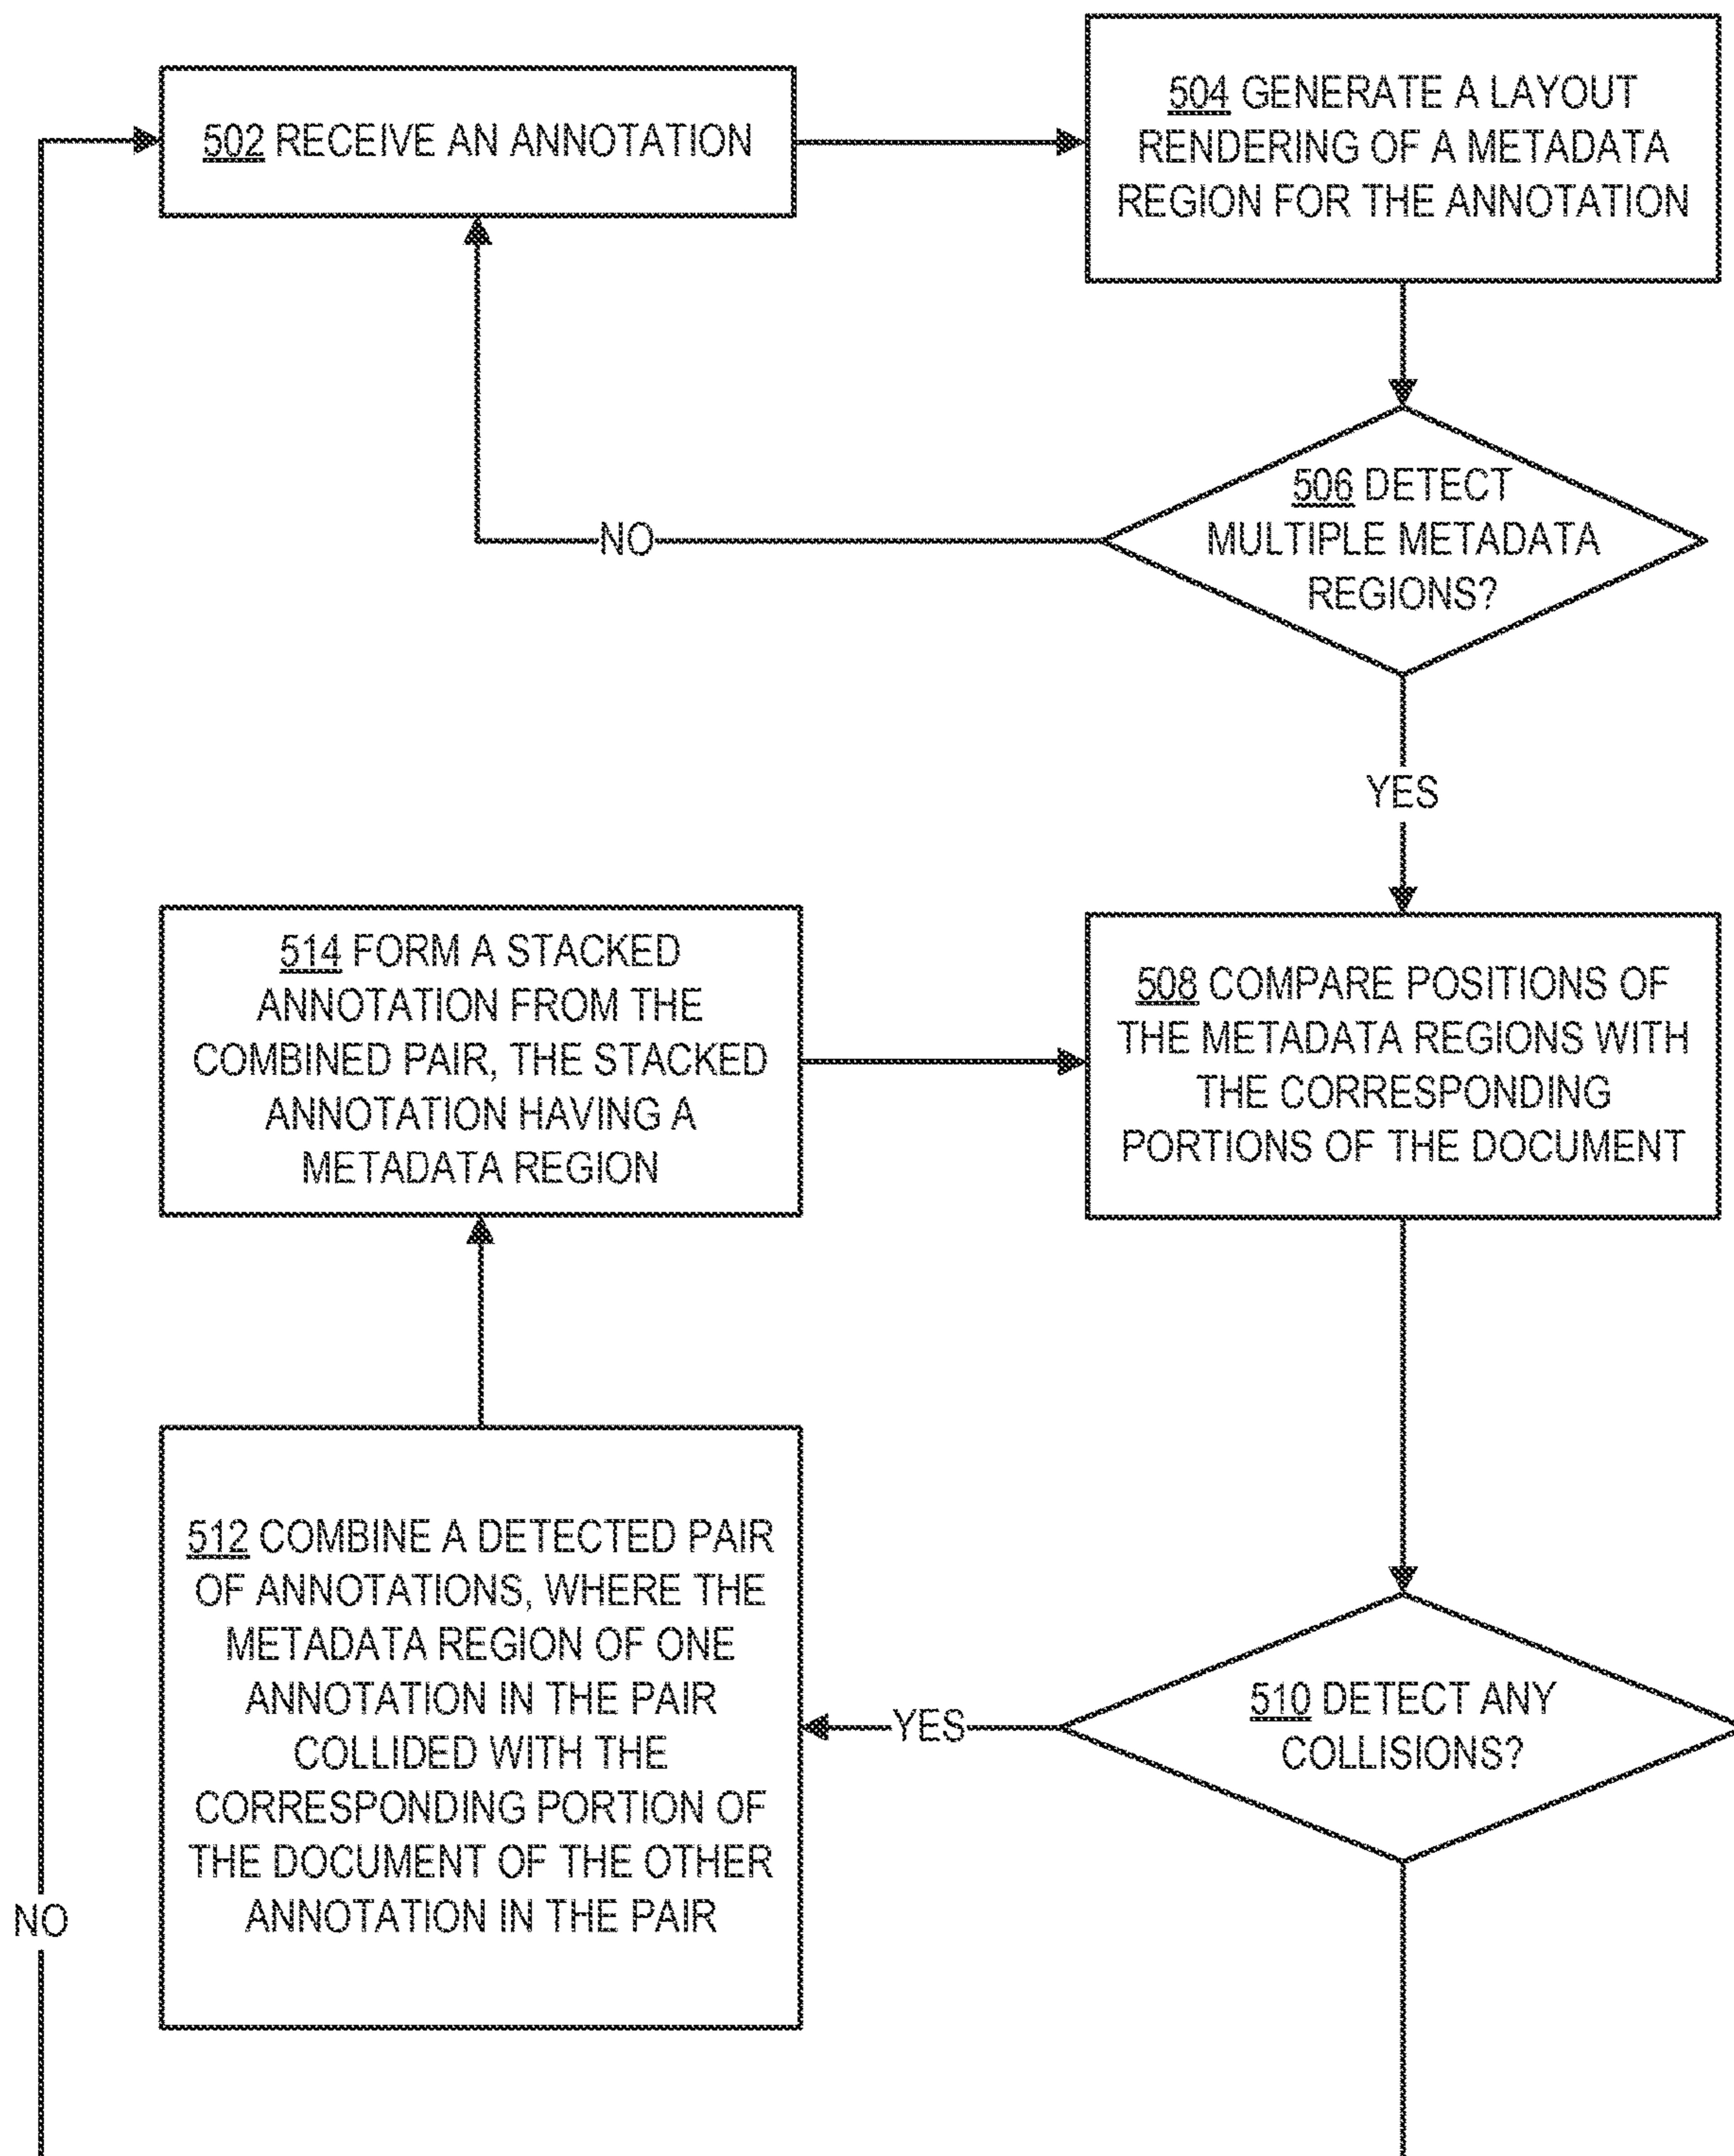 502 RECEIVE AN ANNOTATION
504 GENERATE A LAYOUT
RENDERING OF A METADATA
REGION FOR THE ANNOTATION
506 DETECT
MULTIPLE METADATA
REGIONS?
NO
YES
508 COMPARE POSITIONS OF
THE METADATA REGIONS WITH
THE CORRESPONDING
PORTIONS OF THE DOCUMENT
510 DETECT ANY
COLLISIONS?
YES
512 COMBINE A DETECTED PAIR
OF ANNOTATIONS, WHERE THE
METADATA REGION OF ONE
ANNOTATION IN THE PAIR
COLLIDED WITH THE
CORRESPONDING PORTION OF
THE DOCUMENT OF THE OTHER
ANNOTATION IN THE PAIR
514 FORM A STACKED
ANNOTATION FROM THE
COMBINED PAIR, THE STACKED
ANNOTATION HAVING A
METADATA REGION
NO